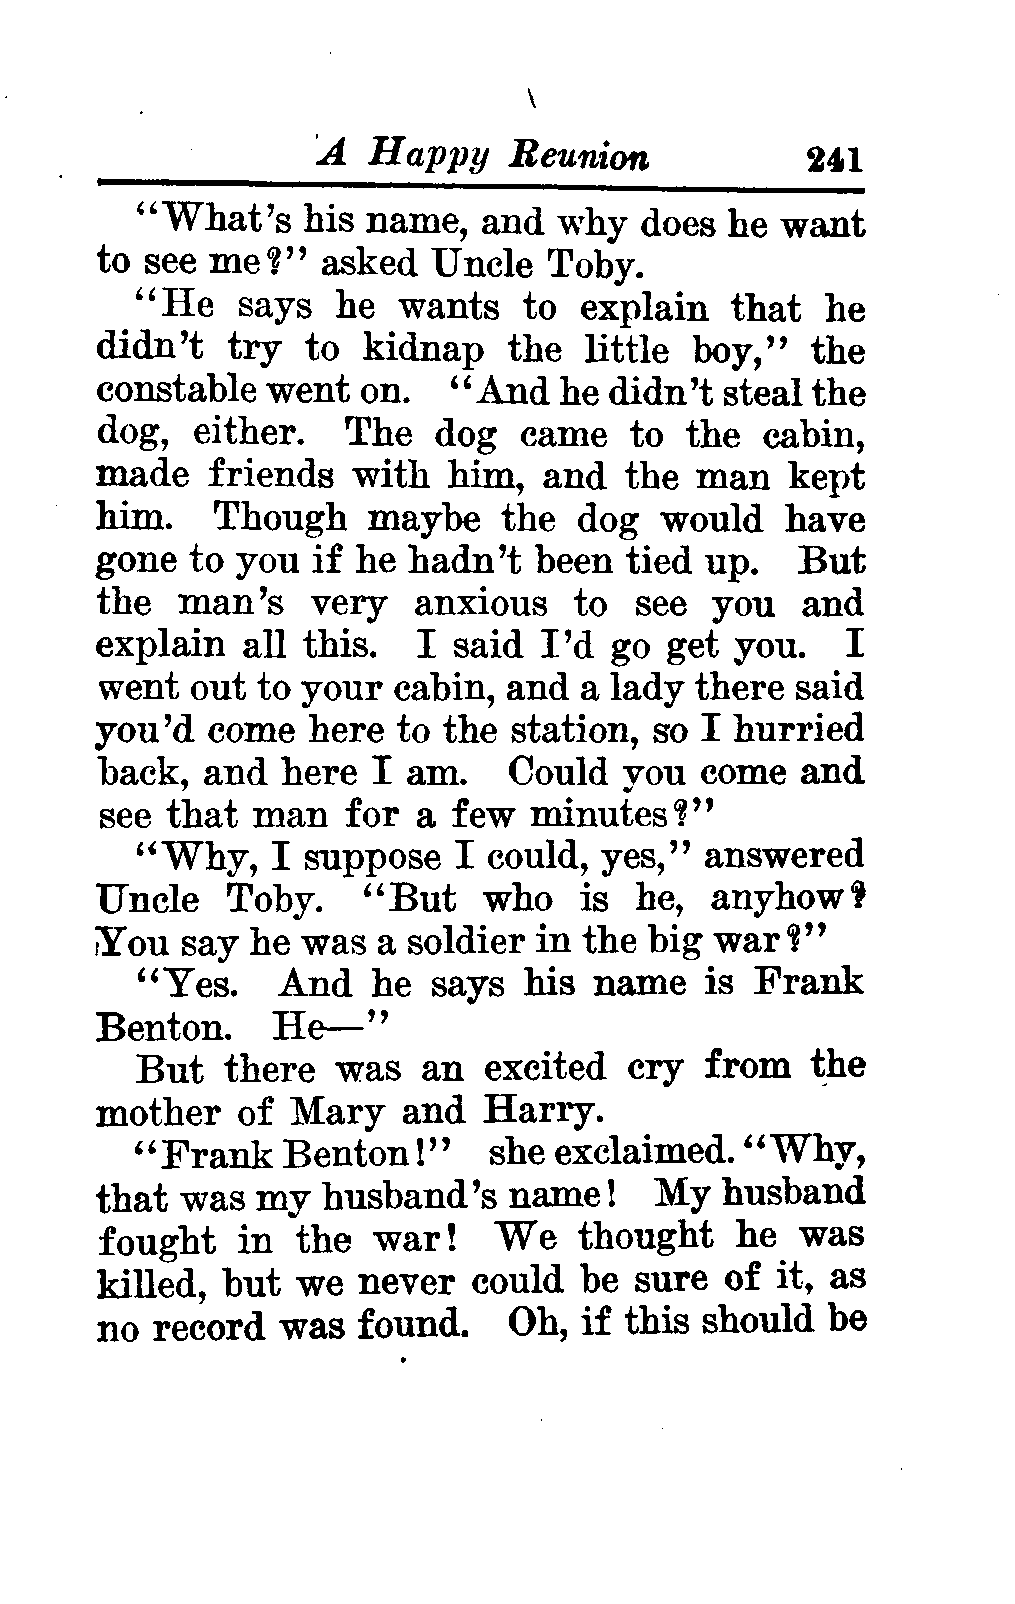 A Happy Reunion 241
“What’s his name, and why does he want
to see me?” asked Uncle Toby.
“He says he wants to explain that he
didn’t try to kidnap the little boy,” the
constable went on. “And he didn’t steal the
dog, either. The dog came to the cabin,
made friends with him, and the man kept
him. Though maybe the dog would have
gone to you if he hadn’t been tied up. But
the man’s very anxious to see you and
explain all this. I said I’d go get you. I
went out to your cabin, and a lady there said
you’d come here to the station, so I hurried
back, and here I am. Could you come and
see that man for a few minutes?”
“Why, I suppose I could, yes,” answered
Uncle Toby. “But who is he, anyhow?
You say he was a soldier in the big war?”
“Yes. And he says his name is Frank
Benton. He—”
But there was an excited cry from the
mother of Mary and Harry.
“Frank Benton!” she exclaimed. “Why,
that was my husband’s name! My husband
fought in the war! We thought he was
killed, but we never could be sure of it, as
no record was found. Oh, if this should be